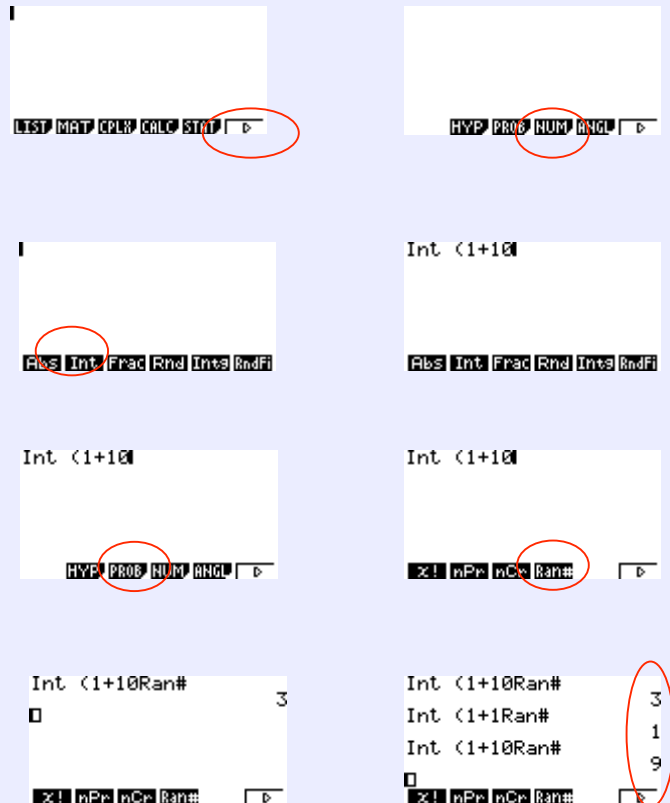 LIST MAT CPLX CALC STAT ▷
HYP PROB NUM ANGL ▷
Abs Int Frac Rnd Intg RndFi
Int (1+10
Abs Int Frac Rnd Intg RndFi
Int (1+10
HYP PROB NUM ANGL ▷
Int (1+10
x! nPr nCr Ran# ▷
Int (1+10Ran#
3
x! nPr nCr Ran# ▷
Int (1+10Ran#
3
Int (1+1Ran#
1
Int (1+10Ran#
9
x! nPr nCr Ran# ▷